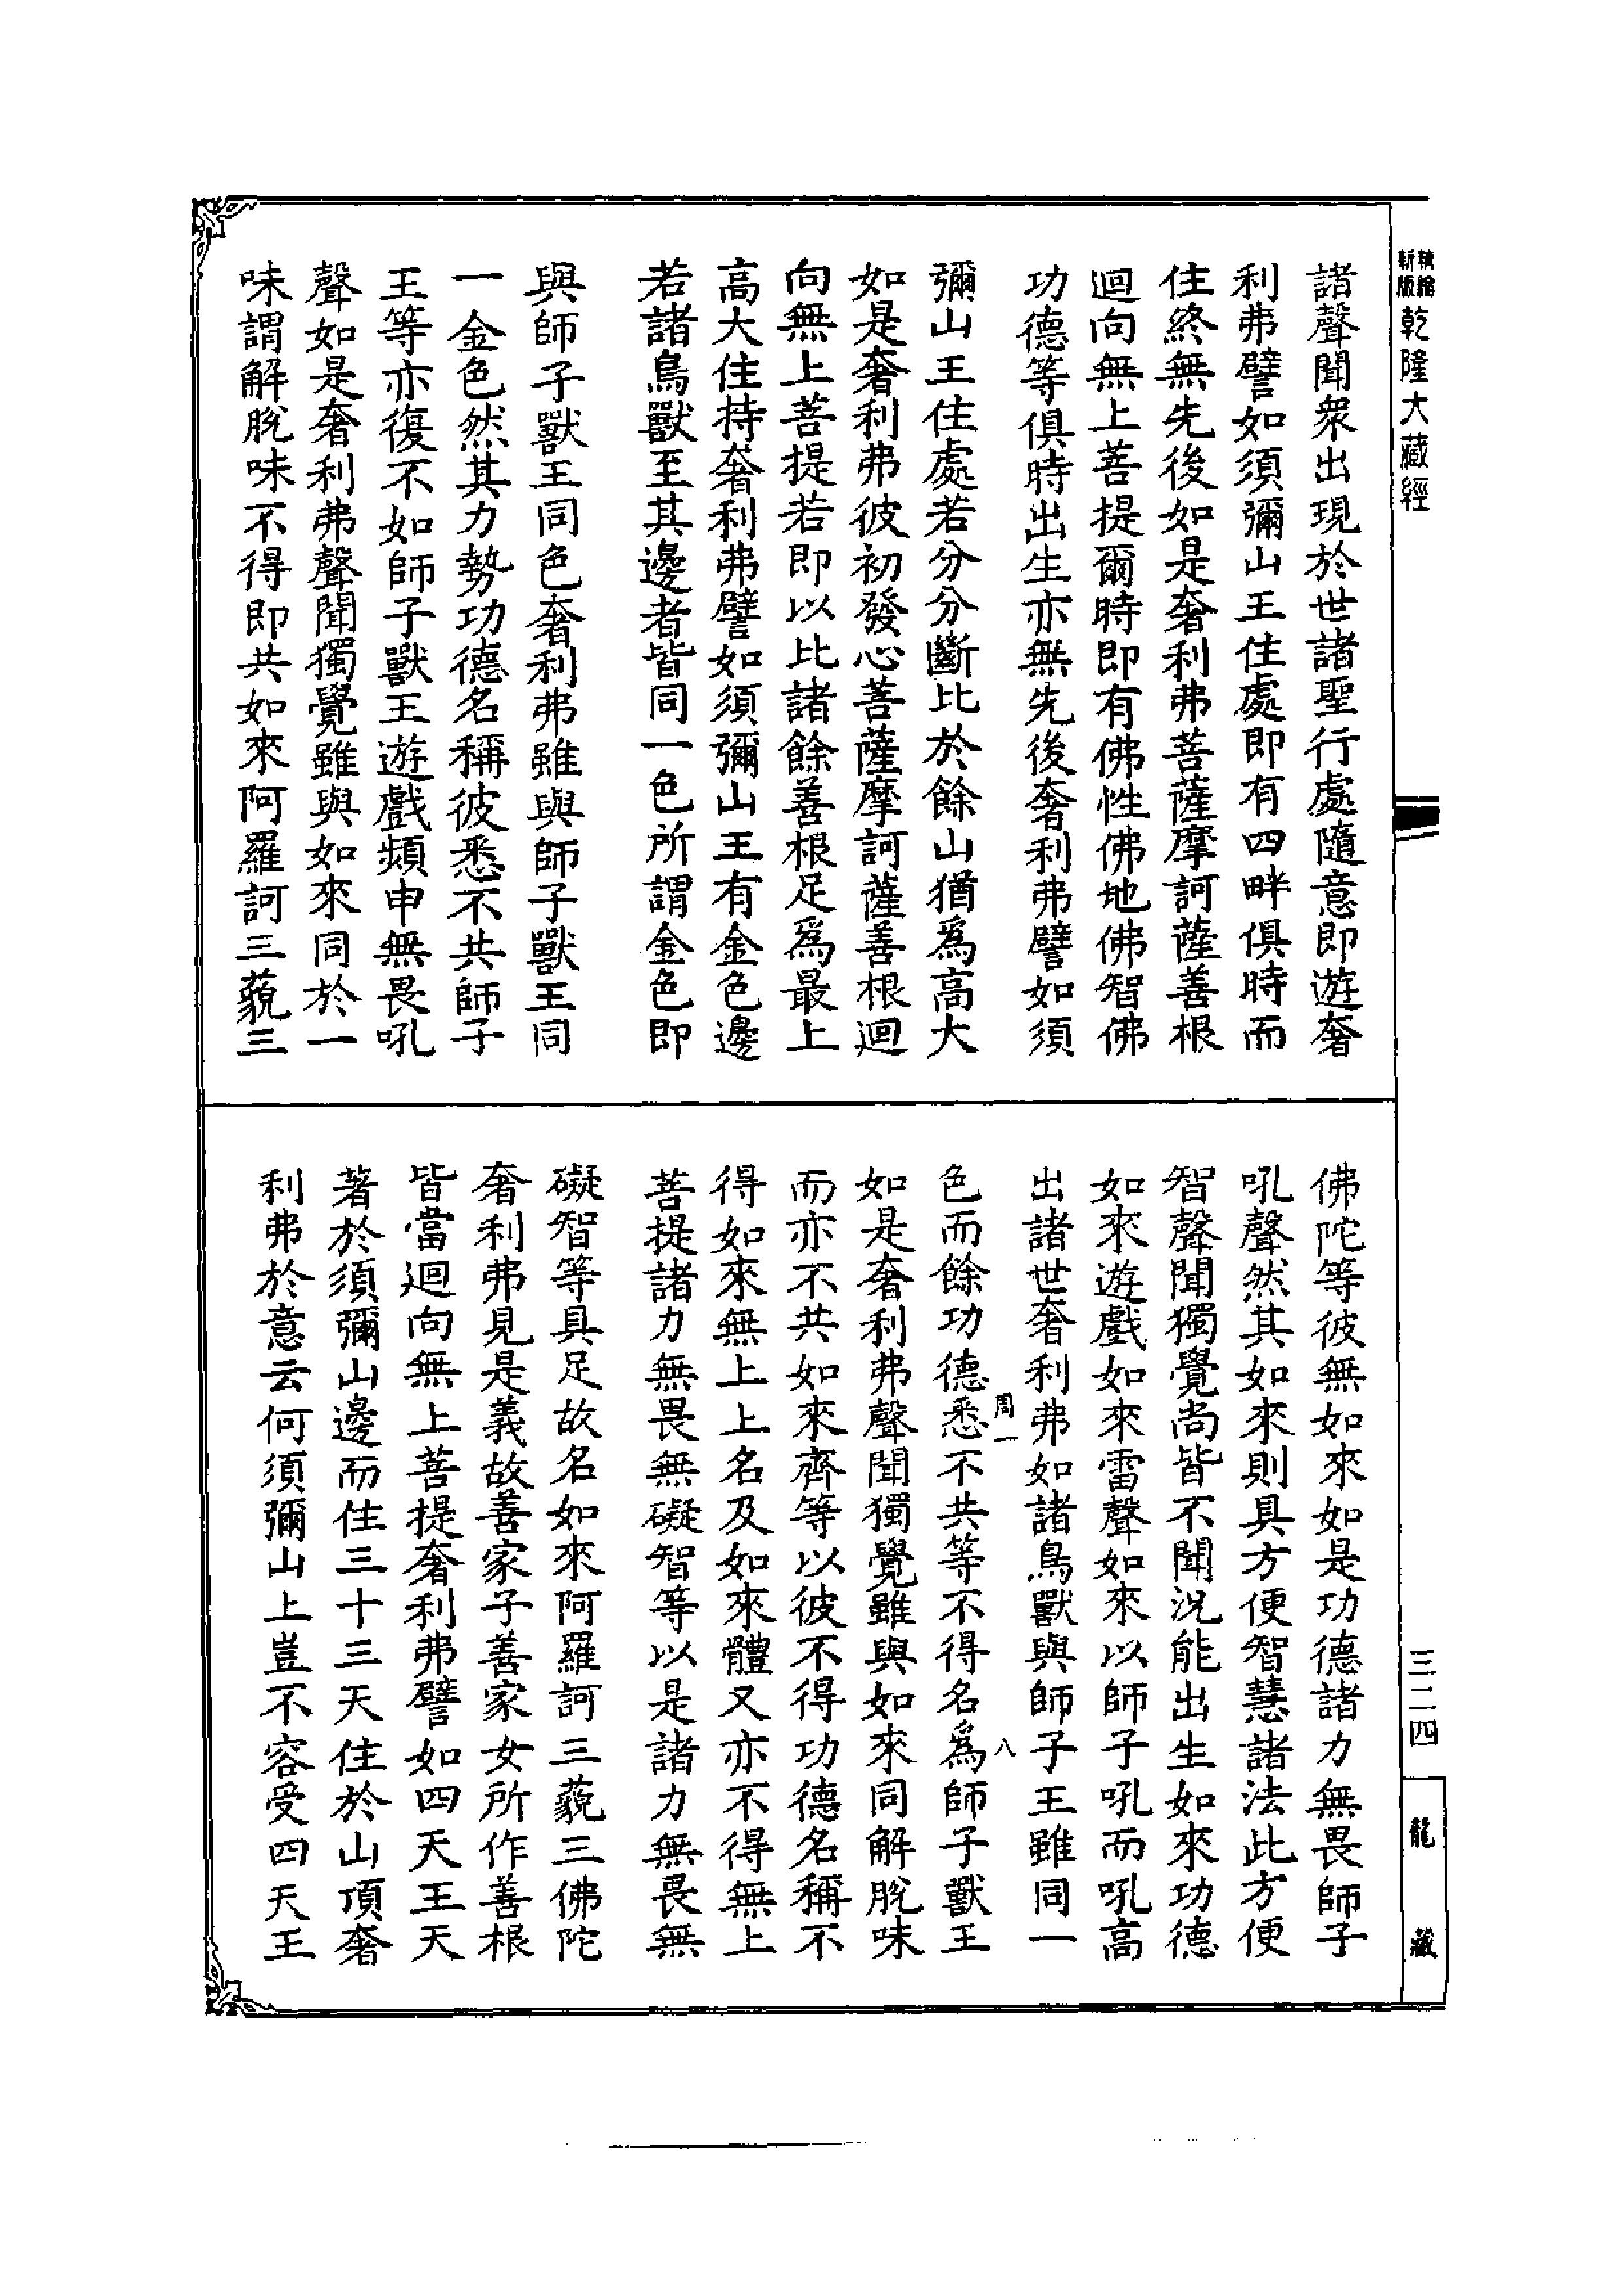 精縮新版乾隆大藏經
諸聲聞衆出現於世諸聖行處隨意即遊奢
利弗譬如須彌山王住處即有四畔俱時而
住終無先後如是奢利弗菩薩摩訶薩善根
迴向無上菩提爾時即有佛性佛地佛智佛
功德等俱時出生亦無先後奢利弗譬如須
彌山王住處若分分斷比於餘山猶爲高大
如是奢利弗彼初發心菩薩摩訶薩善根迴
向無上菩提若即以比諸餘善根足爲最上
高大住持奢利弗譬如須彌山王有金色邊
若諸鳥獸至其邊者皆同一色所謂金色即
與師子獸王同色奢利弗雖與師子獸王同
一金色然其力勢功德名稱彼悉不共師子
王等亦復不如師子獸王遊戲頻申無畏吼
聲如是奢利弗聲聞獨覺雖與如來同於一
味謂解脫味不得即共如來阿羅訶三藐三
佛陀等彼無如來如是功德諸力無畏師子
吼聲然其如來則具方便智慧諸法此方便
智聲聞獨覺尚皆不聞況能出生如來功德
如來遊戲如來雷聲如來以師子吼而吼高
出諸世奢利弗如諸鳥獸與師子王雖同一
周一 八
色而餘功德悉不共等不得名爲師子獸王
如是奢利弗聲聞獨覺雖與如來同解脫味
而亦不共如來齊等以彼不得功德名稱不
得如來無上上名及如來體又亦不得無上
菩提諸力無畏無礙智等以是諸力無畏無
礙智等具足故名如來阿羅訶三藐三佛陀
奢利弗見是義故善家子善家女所作善根
皆當迴向無上菩提奢利弗譬如四天王天
著於須彌山邊而住三十三天住於山頂奢
利弗於意云何須彌山上豈不容受四天王
三二四
龍藏